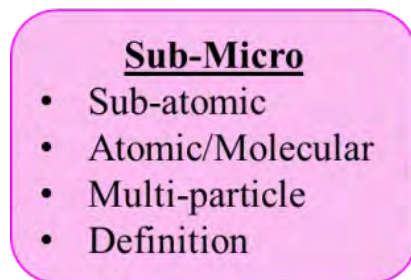 Sub-Micro
• Sub-atomic
• Atomic/Molecular
• Multi-particle
• Definition